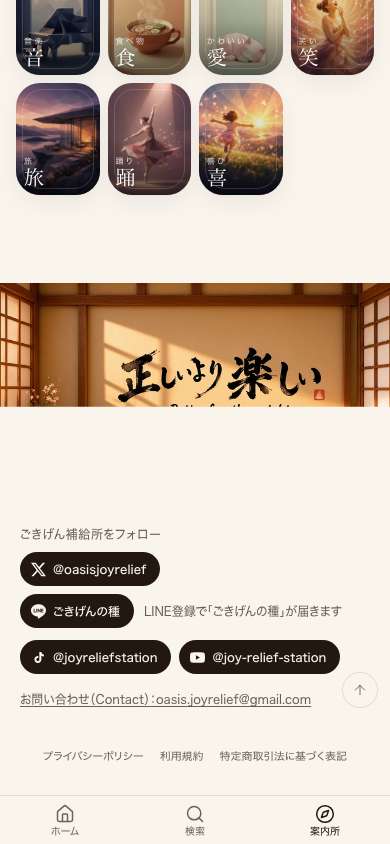 音楽
音
食べ物
食
かわいい
愛
笑い
笑
旅
旅
踊り
踊
喜び
喜
正しいより楽しい
ごきげん補給所をフォロー
@oasisjoyrelief
LINE
ごきげんの種 LINE登録で「ごきげんの種」が届きます
@joyreliefstation @joy-relief-station
お問い合わせ(Contact):oasis.joyrelief@gmail.com
プライバシーポリシー 利用規約 特定商取引法に基づく表記
ホーム 検索 案内所